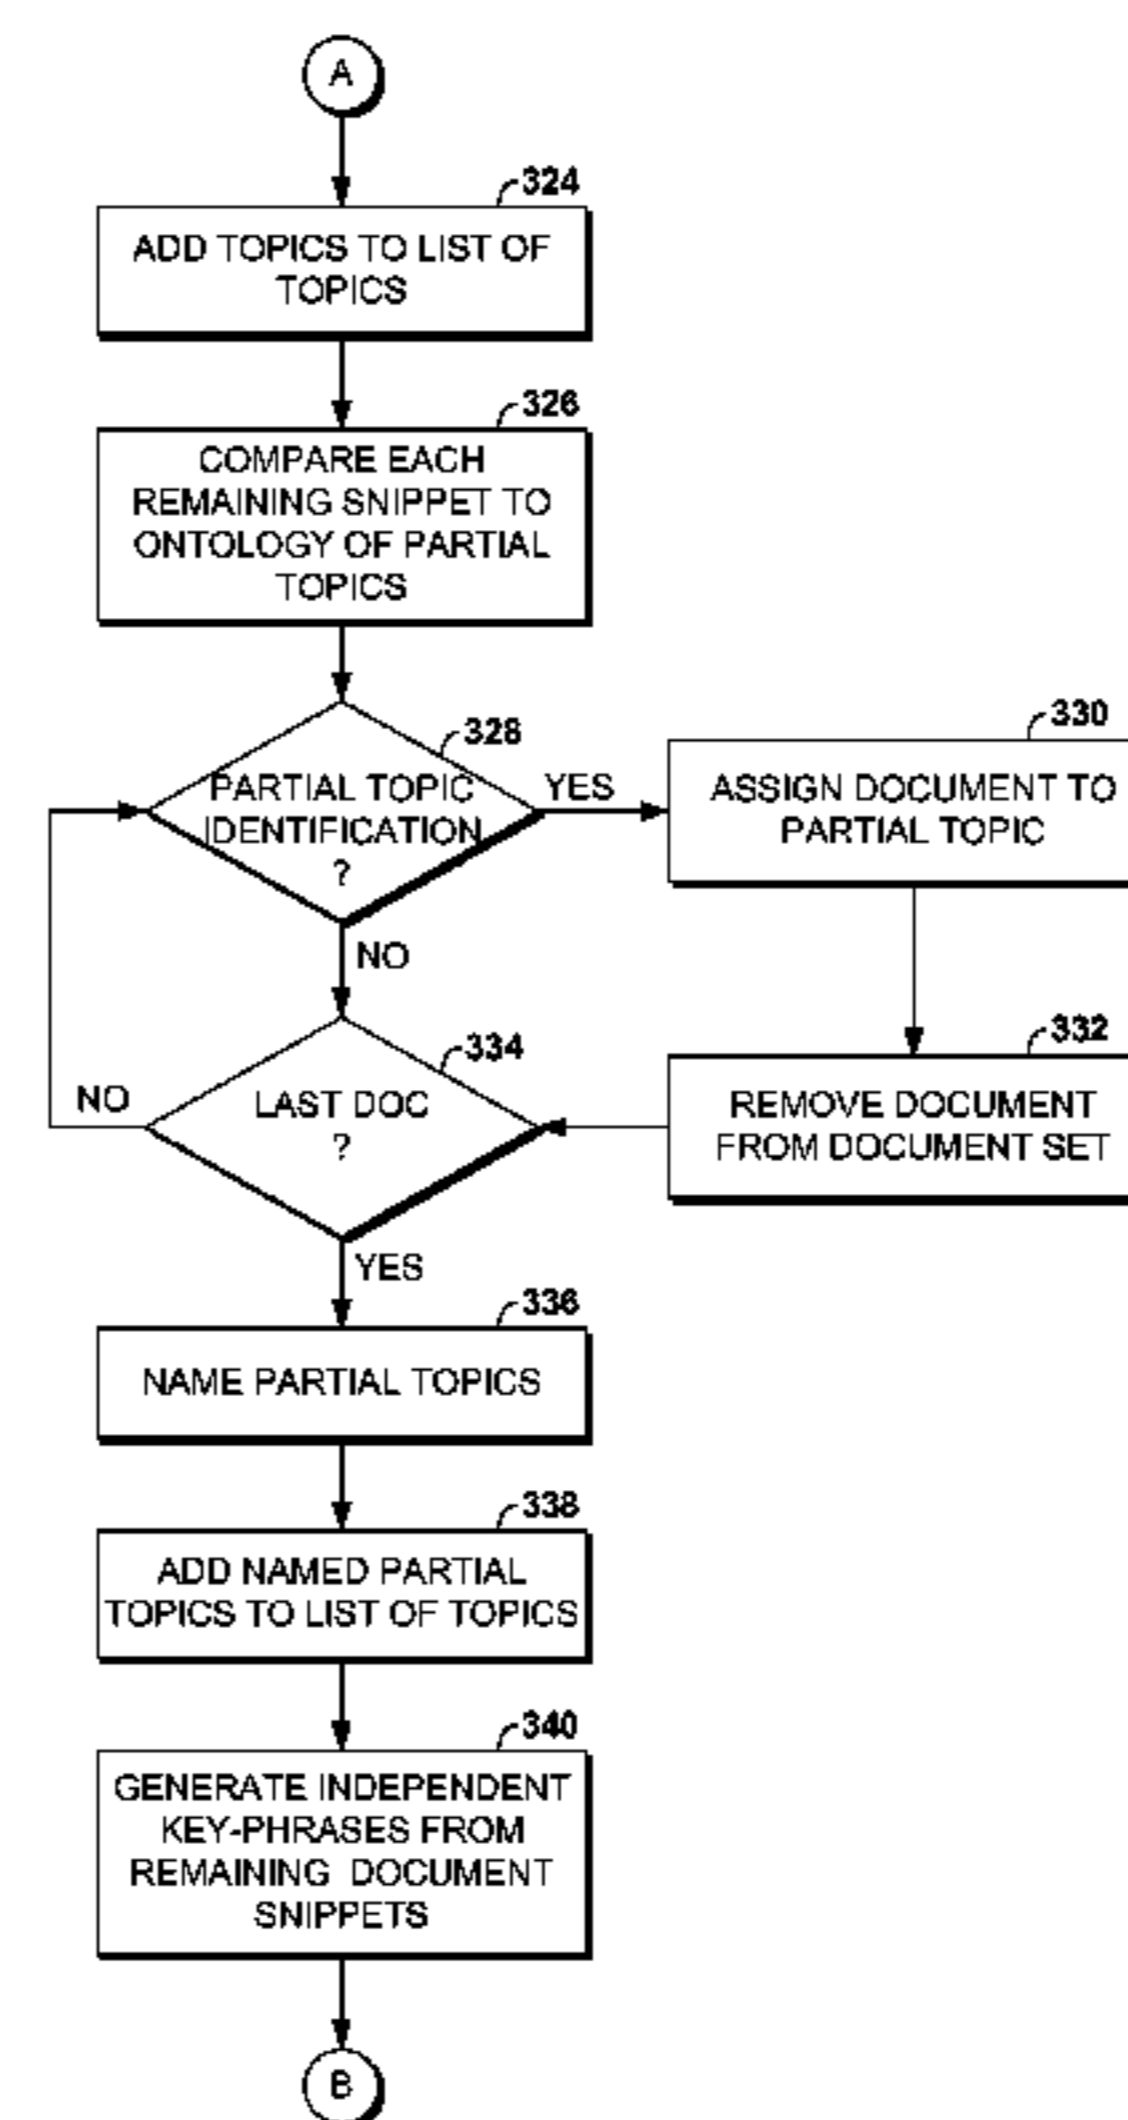 A
324
ADD TOPICS TO LIST OF
TOPICS
326
COMPARE EACH
REMAINING SNIPPET TO
ONTOLOGY OF PARTIAL
TOPICS
328
PARTIAL TOPIC
IDENTIFICATION
?
YES
330
ASSIGN DOCUMENT TO
PARTIAL TOPIC
NO
332
REMOVE DOCUMENT
FROM DOCUMENT SET
334
LAST DOC
?
NO
YES
336
NAME PARTIAL TOPICS
338
ADD NAMED PARTIAL
TOPICS TO LIST OF TOPICS
340
GENERATE INDEPENDENT
KEY-PHRASES FROM
REMAINING DOCUMENT
SNIPPETS
B